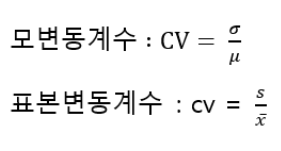 모변동계수 : CV = σ/μ
표본변동계수 : cv = s/x̄